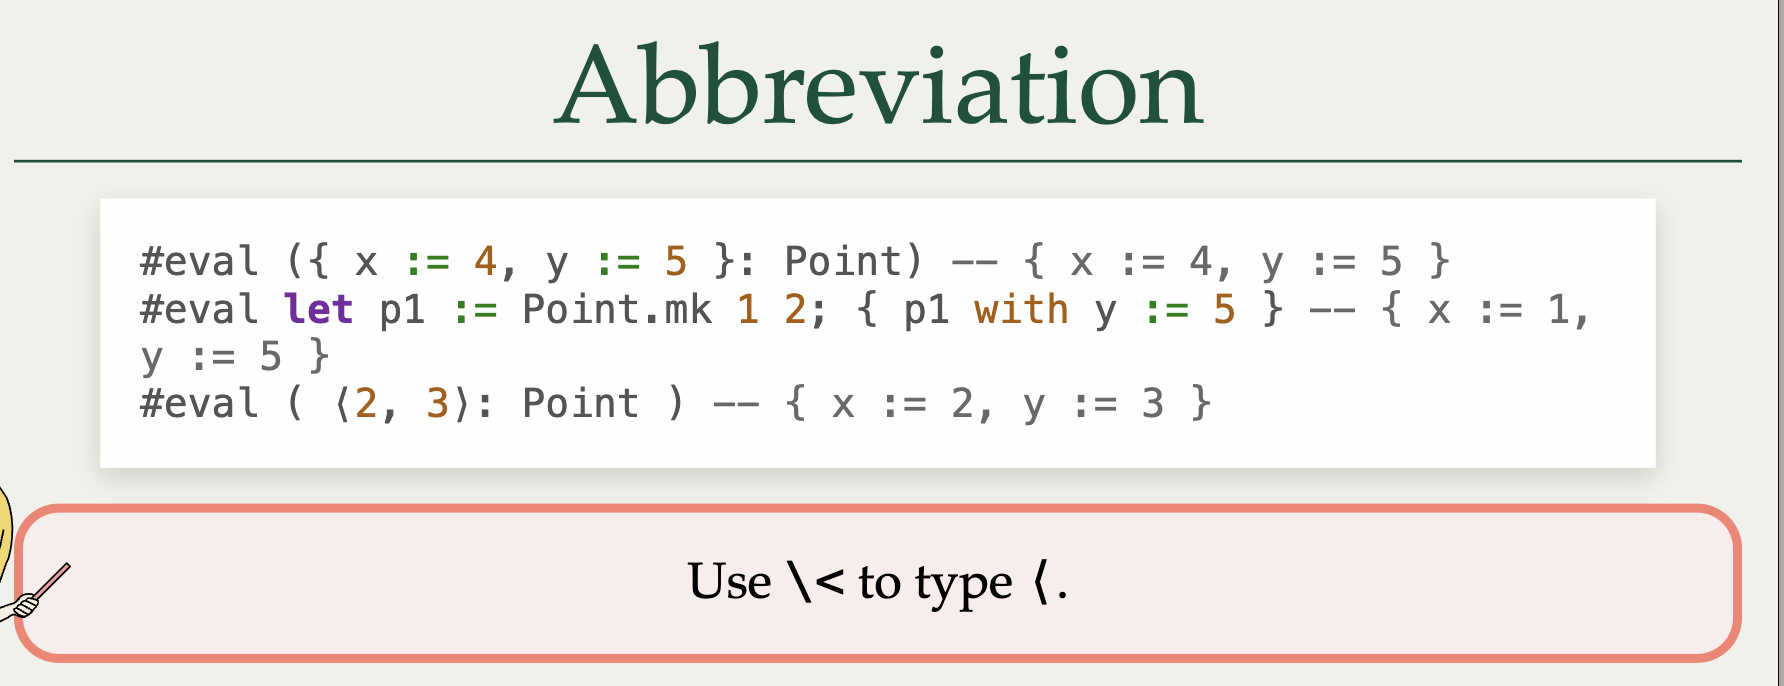 Abbreviation
#eval ({ x := 4, y := 5 }: Point) -- { x := 4, y := 5 }
#eval let p1 := Point.mk 1 2; { p1 with y := 5 } -- { x := 1,
y := 5 }
#eval ( ⟨2, 3⟩: Point ) -- { x := 2, y := 3 }
Use \< to type ⟨.